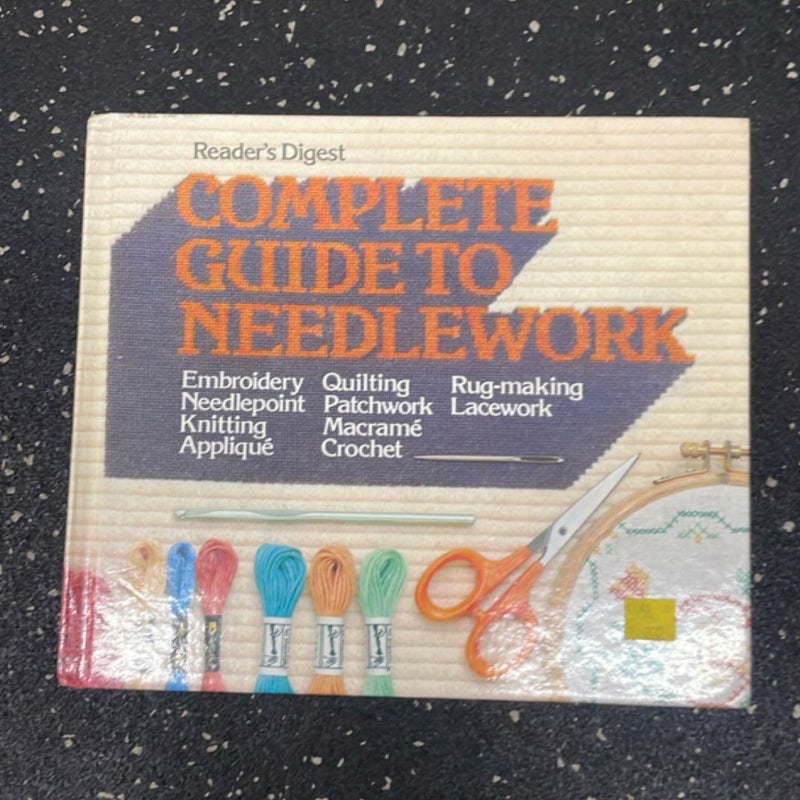 Reader's Digest
COMPLETE
GUIDE TO
NEEDLEWORK
Embroidery Quilting Rug-making
Needlepoint Patchwork Lacework
Knitting Macramé
Appliqué Crochet